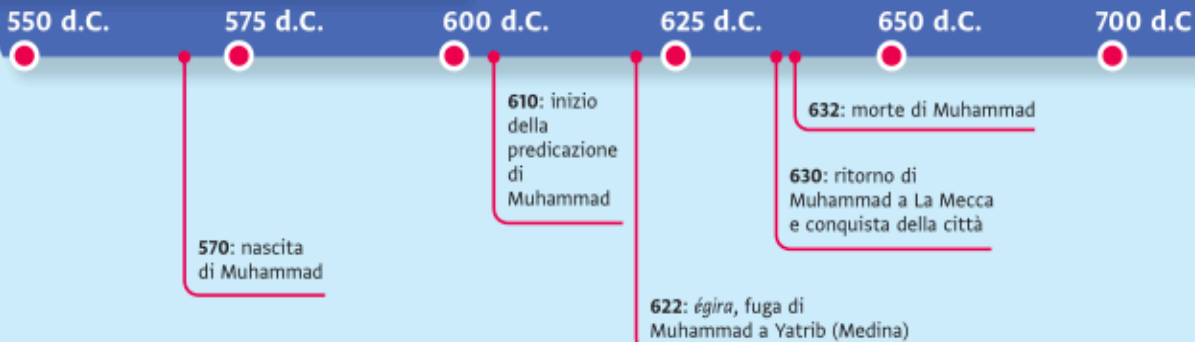 550 d.C. 575 d.C. 600 d.C. 625 d.C. 650 d.C. 700 d.C
610: inizio
della
predicazione
di
Muhammad
632: morte di Muhammad
630: ritorno di
Muhammad a La Mecca
e conquista della città
570: nascita
di Muhammad
622: égira, fuga di
Muhammad a Yatrib (Medina)